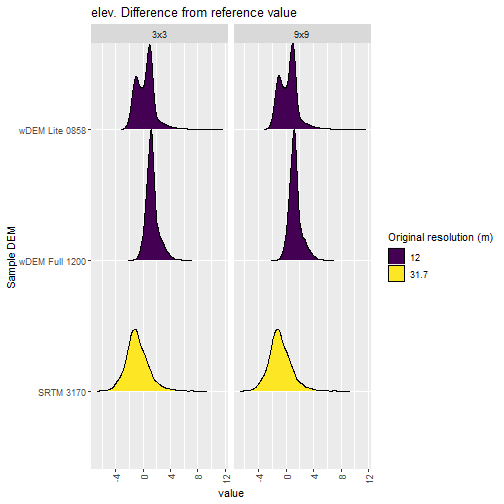 elev. Difference from reference value
3x3
9x9
Sample DEM
wDEM Lite 0858
wDEM Full 1200
SRTM 3170
-4
0
4
8
12
-4
0
4
8
12
value
Original resolution (m)
12
31.7